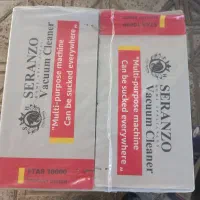 SERANZO
Vacuum Cleaner
"Multi-purpose machine
Can be sucked everywhere"
"Multi-purpose machine
Can be sucked everywhere"
SERANZO
Vacuum Cleaner